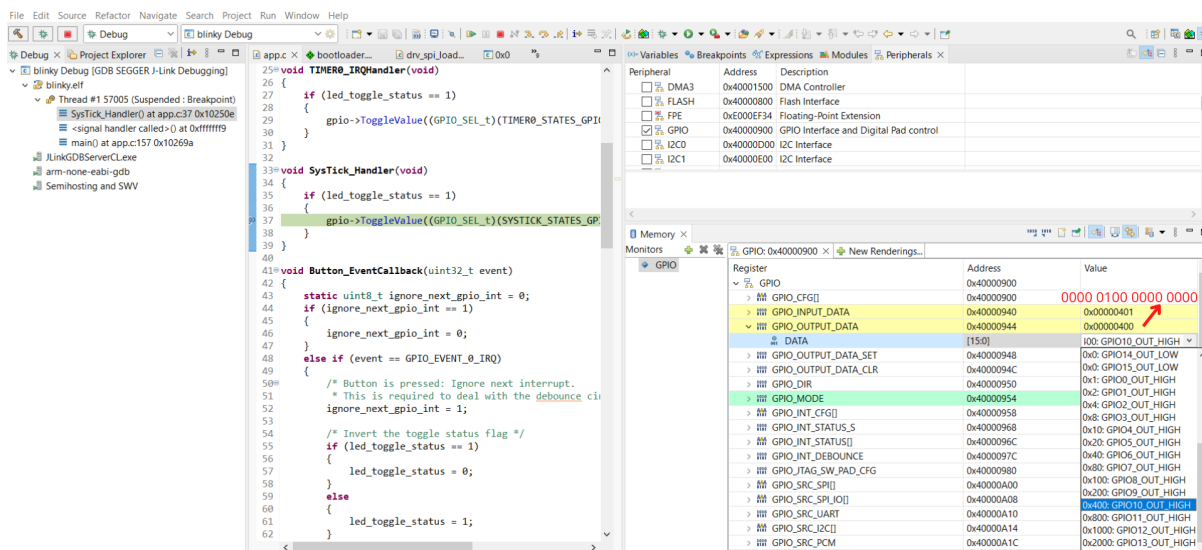 File Edit Source Refactor Navigate Search Project Run Window Help
Debug
blinky Debug
Debug × Project Explorer
blinky Debug [GDB SEGGER J-Link Debugging]
blinky.elf
Thread #1 57005 (Suspended : Breakpoint)
SysTick_Handler() at app.c:37 0x10250e
<signal handler called>() at 0xfffffff9
main() at app.c:157 0x10269a
JLinkGDBServerCL.exe
arm-none-eabi-gdb
Semihosting and SWV
app.c × bootloader.... drv_spi_load... 0x0 »9
25 void TIMER0_IRQHandler(void)
26 {
27 if (led_toggle_status == 1)
28 {
29 gpio->ToggleValue((GPIO_SEL_t)(TIMER0_STATES_GPI
30 }
31 }
32
33 void SysTick_Handler(void)
34 {
35 if (led_toggle_status == 1)
36 {
37 gpio->ToggleValue((GPIO_SEL_t)(SYSTICK_STATES_GP
38 }
39 }
40
41 void Button_EventCallback(uint32_t event)
42 {
43 static uint8_t ignore_next_gpio_int = 0;
44 if (ignore_next_gpio_int == 1)
45 {
46 ignore_next_gpio_int = 0;
47 }
48 else if (event == GPIO_EVENT_0_IRQ)
49 {
50 /* Button is pressed: Ignore next interrupt.
51 * This is required to deal with the debounce ci
52 ignore_next_gpio_int = 1;
53
54 /* Invert the toggle status flag */
55 if (led_toggle_status == 1)
56 {
57 led_toggle_status = 0;
58 }
59 else
60 {
61 led_toggle_status = 1;
62 }
Variables Breakpoints Expressions Modules Peripherals ×
Peripheral Address Description
DMA3 0x40001500 DMA Controller
FLASH 0x40000800 Flash Interface
FPE 0xE000EF34 Floating-Point Extension
GPIO 0x40000900 GPIO Interface and Digital Pad control
I2C0 0x40000D00 I2C Interface
I2C1 0x40000E00 I2C Interface
Memory ×
Monitors
GPIO
GPIO: 0x40000900 × New Renderings...
Register Address Value
GPIO 0x40000900
GPIO_CFG[] 0x40000900 0000 0100 0000 0000
GPIO_INPUT_DATA 0x40000940 0x00000401
GPIO_OUTPUT_DATA 0x40000944 0x00000400
DATA [15:0] 400: GPIO10_OUT_HIGH
GPIO_OUTPUT_DATA_SET 0x40000948 0x0: GPIO14_OUT_LOW
GPIO_OUTPUT_DATA_CLR 0x4000094C 0x0: GPIO15_OUT_LOW
GPIO_DIR 0x40000950 0x1: GPIO0_OUT_HIGH
0x2: GPIO1_OUT_HIGH
GPIO_MODE 0x40000954 0x4: GPIO2_OUT_HIGH
GPIO_INT_CFG[] 0x40000958 0x8: GPIO3_OUT_HIGH
GPIO_INT_STATUS_S 0x40000968 0x10: GPIO4_OUT_HIGH
GPIO_INT_STATUS[] 0x4000096C 0x20: GPIO5_OUT_HIGH
GPIO_INT_DEBOUNCE 0x4000097C 0x40: GPIO6_OUT_HIGH
GPIO_JTAG_SW_PAD_CFG 0x40000980 0x80: GPIO7_OUT_HIGH
GPIO_SRC_SPI[] 0x40000A00 0x100: GPIO8_OUT_HIGH
GPIO_SRC_SPI_IO[] 0x40000A08 0x200: GPIO9_OUT_HIGH
0x400: GPIO10_OUT_HIGH
GPIO_SRC_UART 0x40000A10 0x800: GPIO11_OUT_HIGH
GPIO_SRC_I2C[] 0x40000A14 0x1000: GPIO12_OUT_HIGH
GPIO_SRC_PCM 0x40000A1C 0x2000: GPIO13_OUT_HIGH